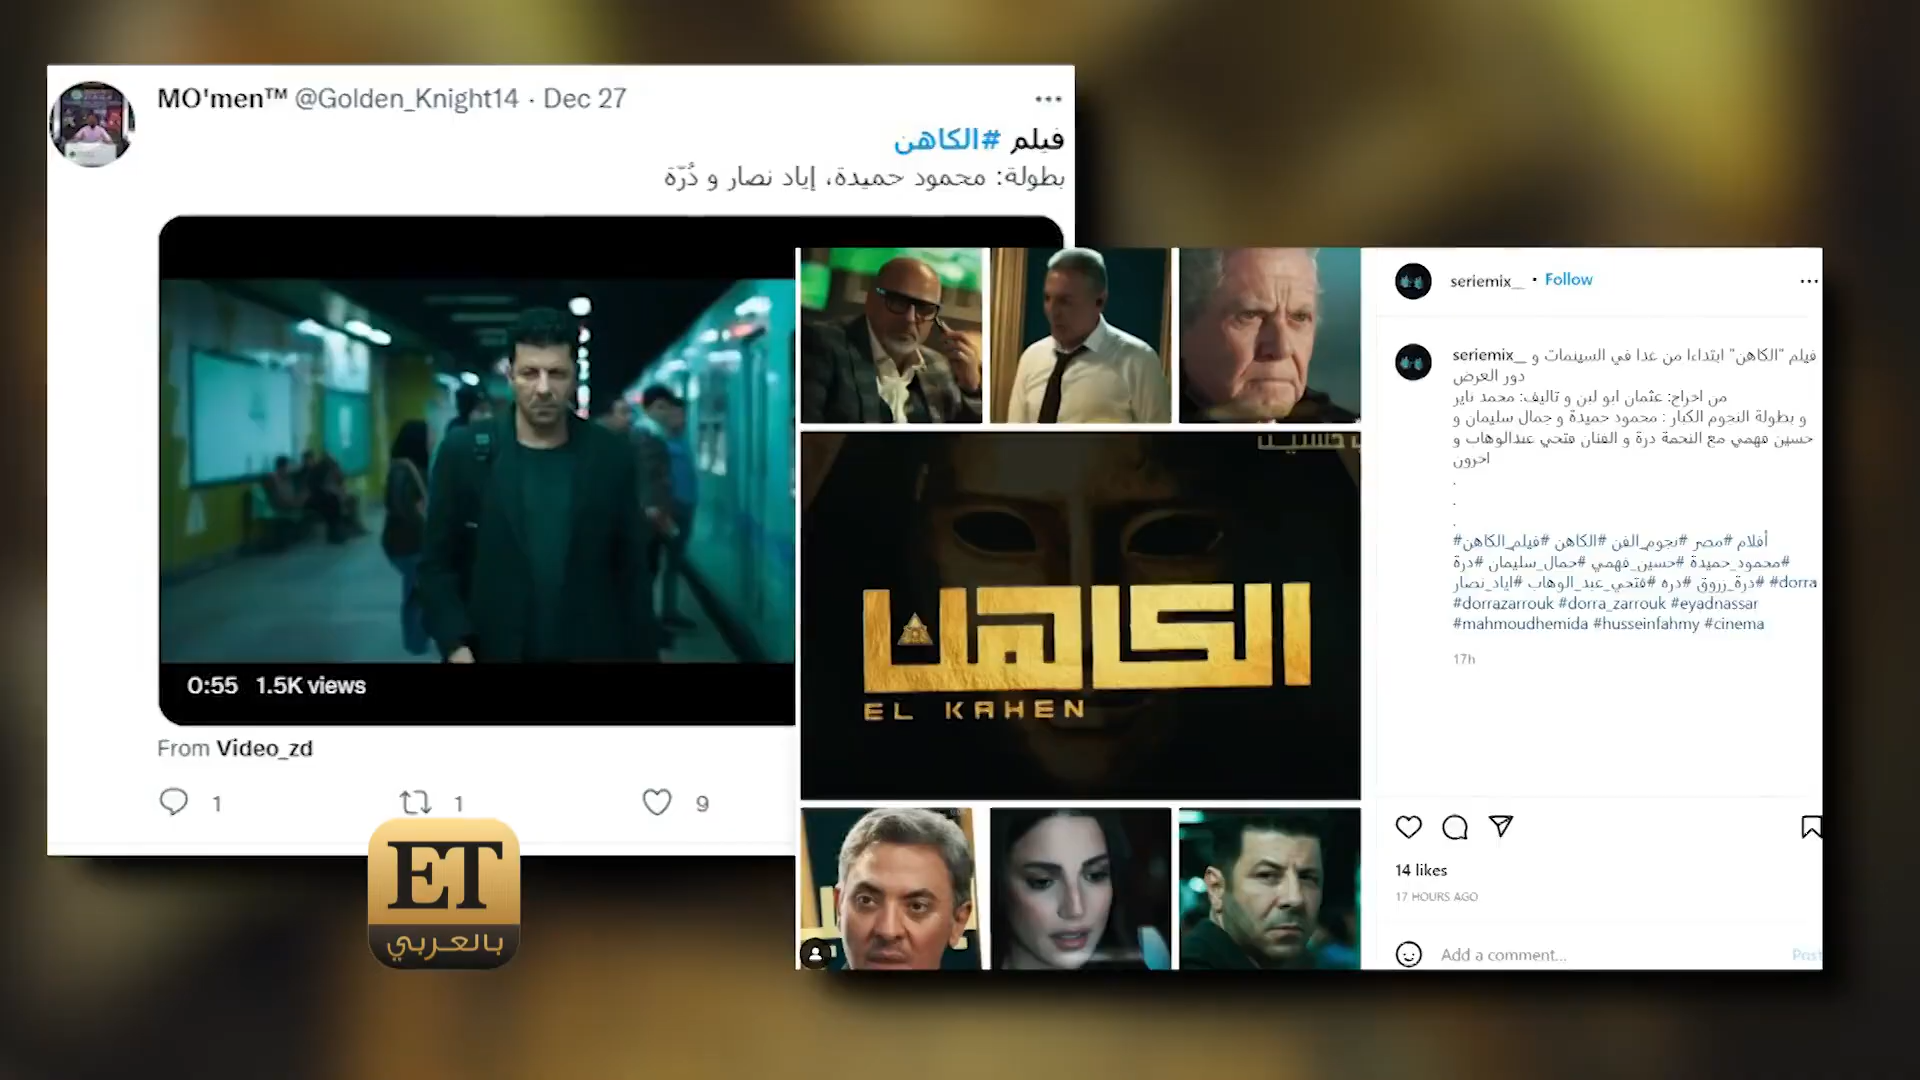 MO'men™ @Golden_Knight14 · Dec 27
فيلم #الكاهن
بطولة: محمود حميدة، إياد نصار و دُرّة
0:55 1.5K views
From Video_zd
1 1 9
ET
بالعربي
الكاهن
EL KAHEN
seriemix__ • Follow
seriemix__ فيلم "الكاهن" ابتداءا من غدا في السينمات و
دور العرض
من اخراج: عثمان ابو لبن و تاليف: محمد ناير
و بطولة النجوم الكبار : محمود حميدة و جمال سليمان و
حسين فهمي مع النجمة درة و الفنان فتحي عبدالوهاب و
اخرون
.
.
.
#أفلام #مصر #نجوم_الفن #الكاهن #فيلم_الكاهن
#محمود_حميدة #حسين_فهمي #جمال_سليمان #درة
#درة_زروق #دره #فتحي_عبد_الوهاب #اياد_نصار #dorra
#dorrazarrouk #dorra_zarrouk #eyadnassar
#mahmoudhemida #husseinfahmy #cinema
17h
14 likes
17 HOURS AGO
Add a comment...
Post